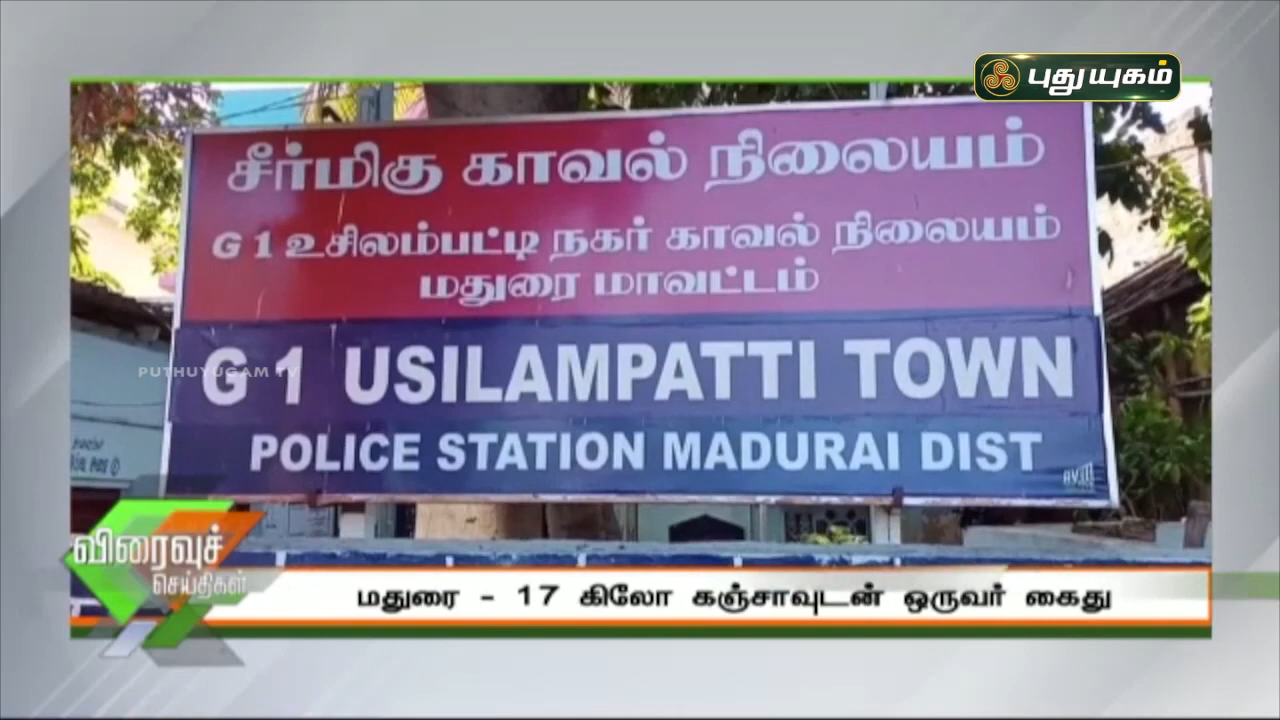 புதுயுகம்
சீர்மிகு காவல் நிலையம்
G 1 உசிலம்பட்டி நகர் காவல் நிலையம்
மதுரை மாவட்டம்
G 1 USILAMPATTI TOWN
POLICE STATION MADURAI DIST
PUTHUYUGAM TV
விரைவுச்
செய்திகள்
மதுரை - 17 கிலோ கஞ்சாவுடன் ஒருவர் கைது